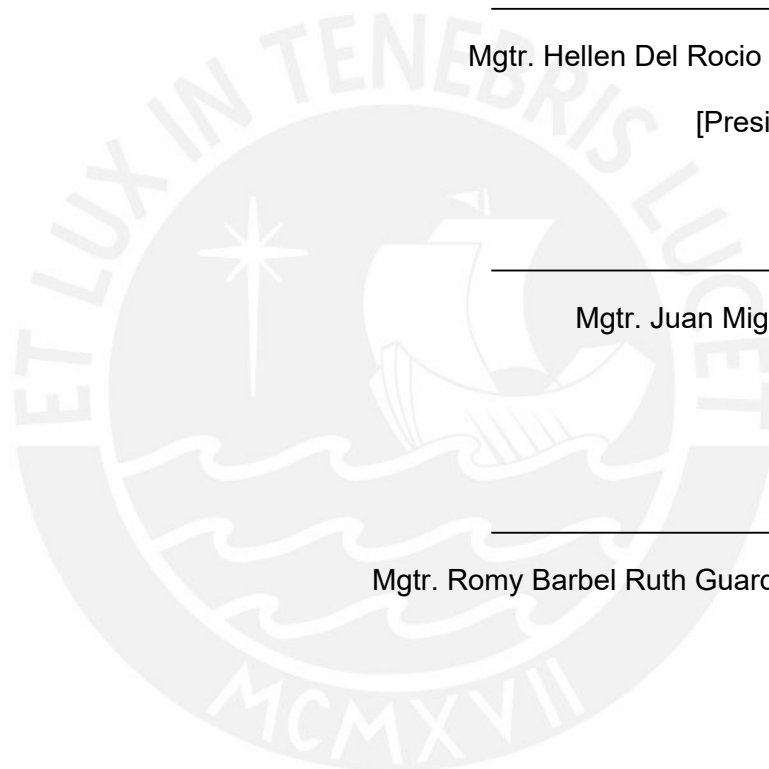 Mgtr. Hellen Del Rocio
[Presi
Mgtr. Juan Mig
Mgtr. Romy Barbel Ruth Guard
ET LUX IN TENEBRIS LUCET
MCMXVII